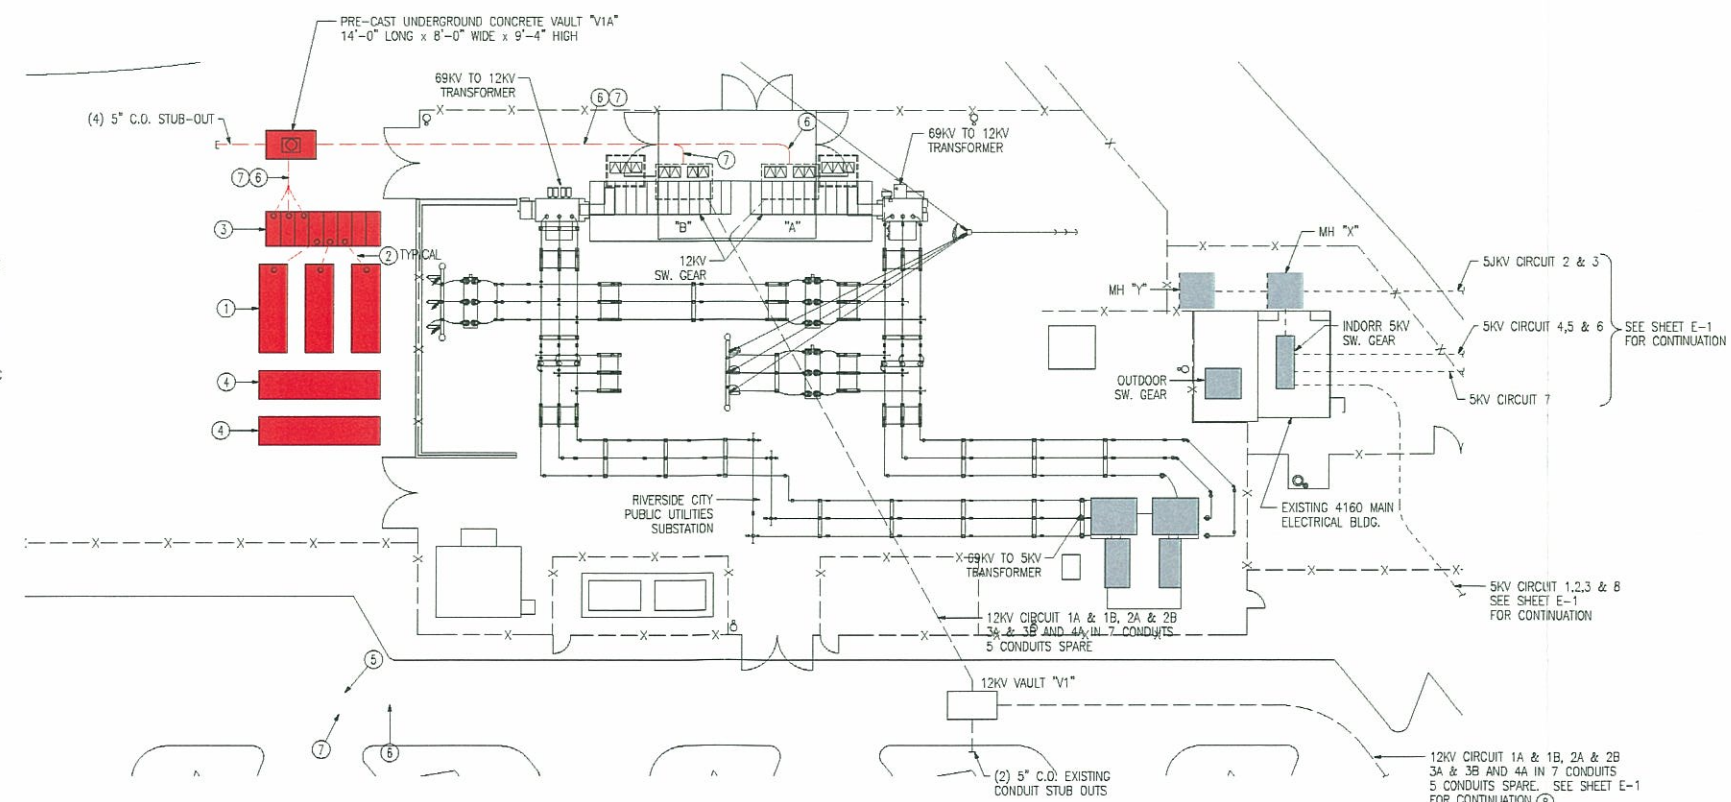 PRE-CAST UNDERGROUND CONCRETE VAULT "V1A"
14'-0" LONG x 8'-0" WIDE x 9'-4" HIGH
69KV TO 12KV
TRANSFORMER
6 7
(4) 5" C.O. STUB-OUT
6
69KV TO 12KV
TRANSFORMER
7
7 6
3
"B"
"A"
2 TYPICAL
12KV
SW. GEAR
MH "X"
MH "Y"
5JKV CIRCUIT 2 & 3
1
INDORR 5KV
SW. GEAR
5KV CIRCUIT 4,5 & 6
SEE SHEET E-1
FOR CONTINUATION
4
OUTDOOR
SW. GEAR
5KV CIRCUIT 7
4
RIVERSIDE CITY
PUBLIC UTILITIES
SUBSTATION
EXISTING 4160 MAIN
ELECTRICAL BLDG.
69KV TO 5KV
TRANSFORMER
5KV CIRCUIT 1,2,3 & 8
SEE SHEET E-1
FOR CONTINUATION
12KV CIRCUIT 1A & 1B, 2A & 2B
3A & 3B AND 4A IN 7 CONDUITS
5 CONDUITS SPARE
5
12KV VAULT "V1"
7
6
(2) 5" C.O. EXISTING
CONDUIT STUB OUTS
12KV CIRCUIT 1A & 1B, 2A & 2B
3A & 3B AND 4A IN 7 CONDUITS
5 CONDUITS SPARE. SEE SHEET E-1
FOR CONTINUATION 8